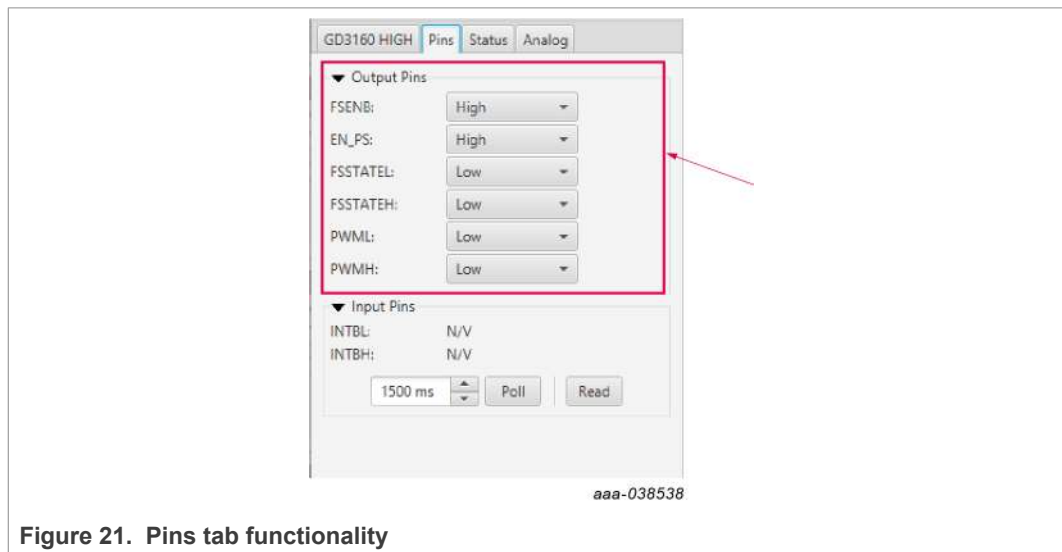 GD3160 HIGH Pins Status Analog
Output Pins
FSENB: High
EN_PS: High
FSSTATEL: Low
FSSTATEH: Low
PWML: Low
PWMH: Low
Input Pins
INTBL: N/V
INTBH: N/V
1500 ms Poll Read
aaa-038538
Figure 21. Pins tab functionality